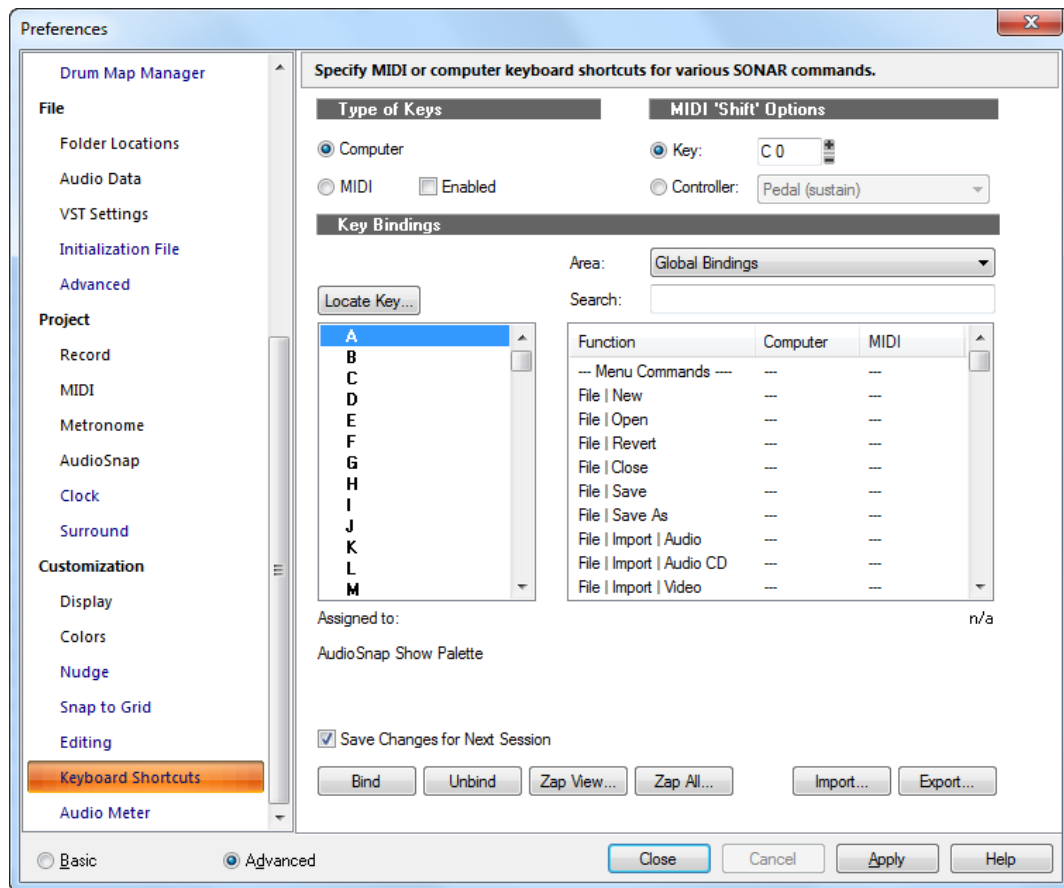 Preferences
Drum Map Manager
File
Folder Locations
Audio Data
VST Settings
Initialization File
Advanced
Project
Record
MIDI
Metronome
AudioSnap
Clock
Surround
Customization
Display
Colors
Nudge
Snap to Grid
Editing
Keyboard Shortcuts
Audio Meter
Specify MIDI or computer keyboard shortcuts for various SONAR commands.
Type of Keys
Computer
MIDI Enabled
MIDI 'Shift' Options
Key: C 0
Controller: Pedal (sustain)
Key Bindings
Area: Global Bindings
Locate Key...
Search:
A
B
C
D
E
F
G
H
I
J
K
L
M
Function Computer MIDI
--- Menu Commands ---- --- ---
File | New --- ---
File | Open --- ---
File | Revert --- ---
File | Close --- ---
File | Save --- ---
File | Save As --- ---
File | Import | Audio --- ---
File | Import | Audio CD --- ---
File | Import | Video --- ---
Assigned to: n/a
AudioSnap Show Palette
Save Changes for Next Session
Bind Unbind Zap View... Zap All... Import... Export...
Basic Advanced Close Cancel Apply Help